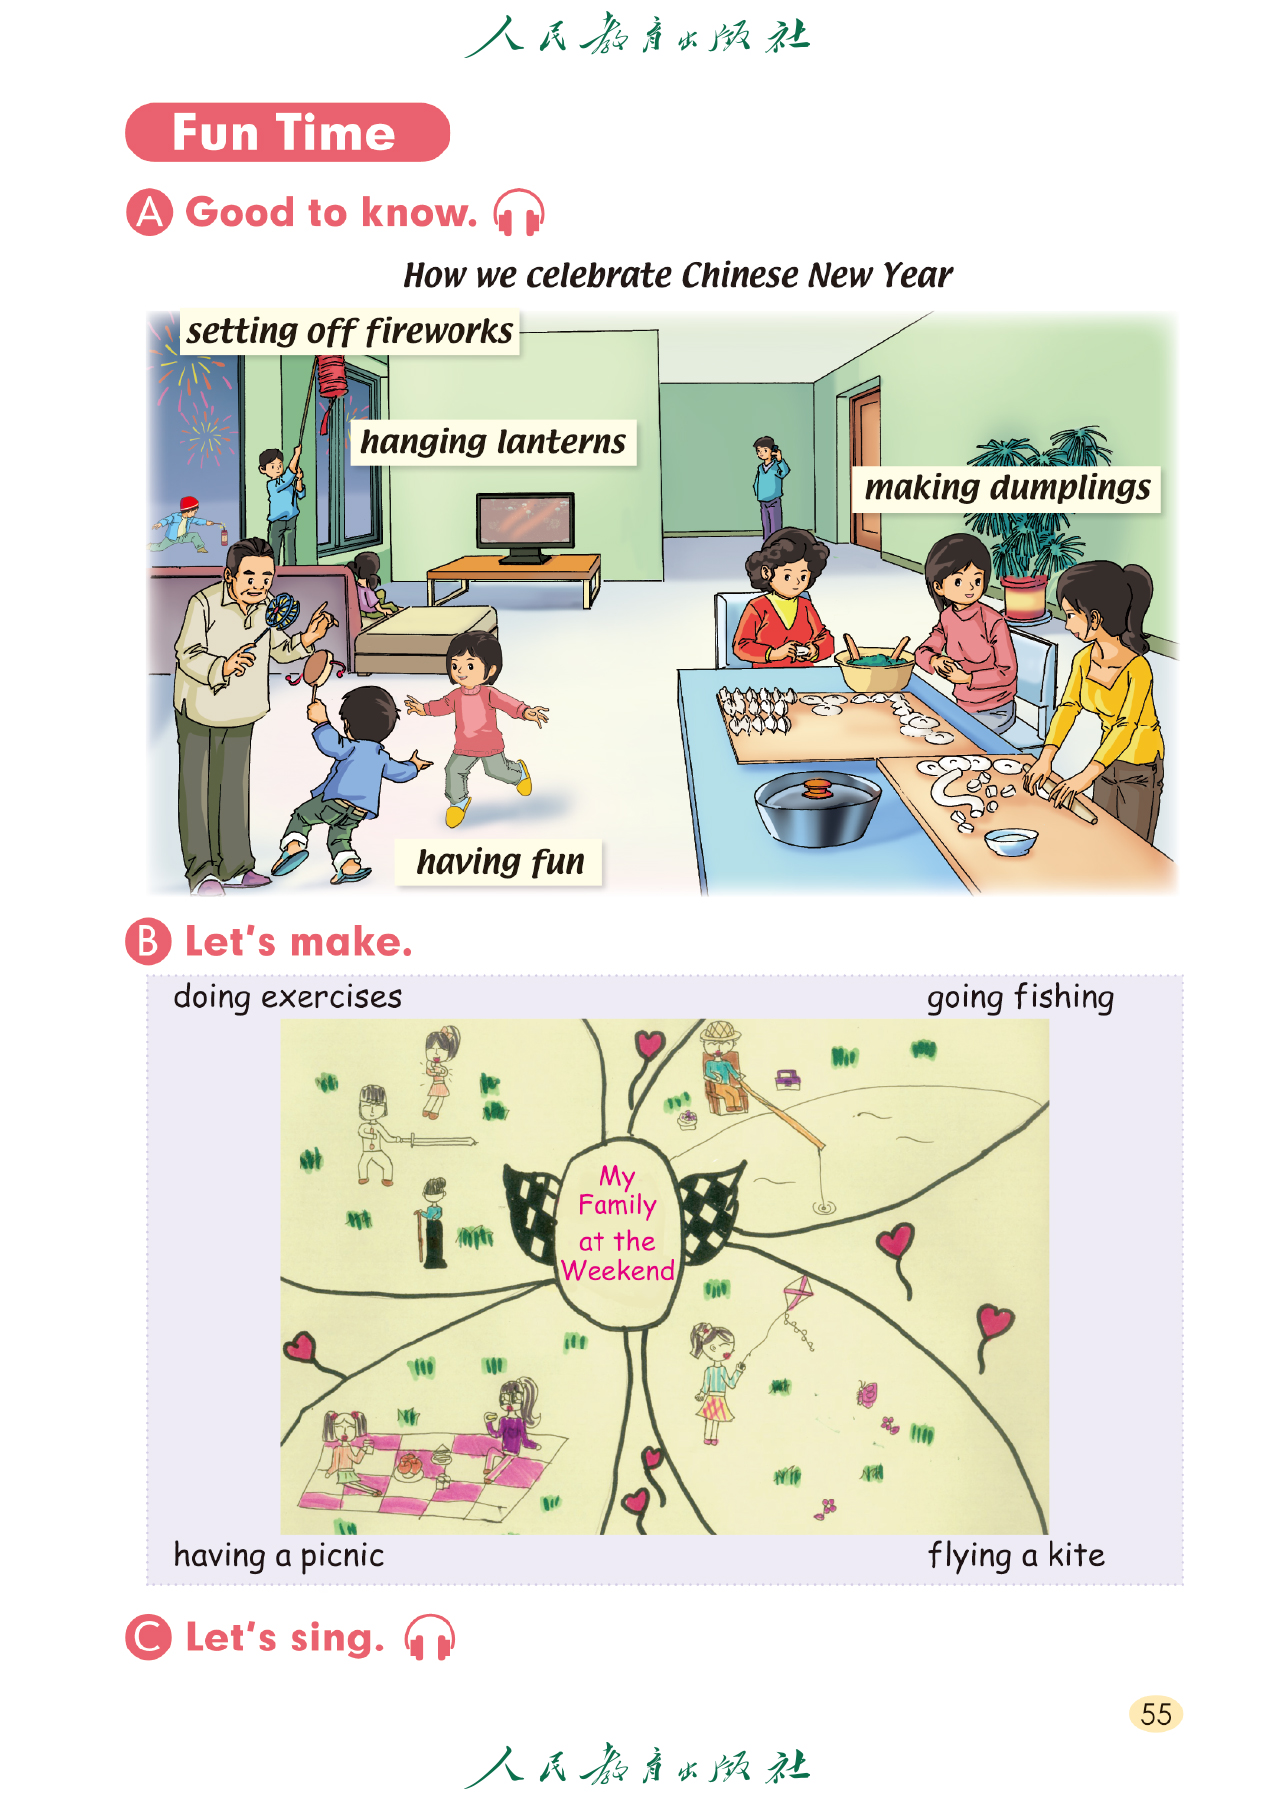 人民教育出版社
Fun Time
A Good to know.
How we celebrate Chinese New Year
setting off fireworks
hanging lanterns
making dumplings
having fun
B Let's make.
doing exercises
going fishing
My
Family
at the
Weekend
having a picnic
flying a kite
C Let's sing.
55
人民教育出版社